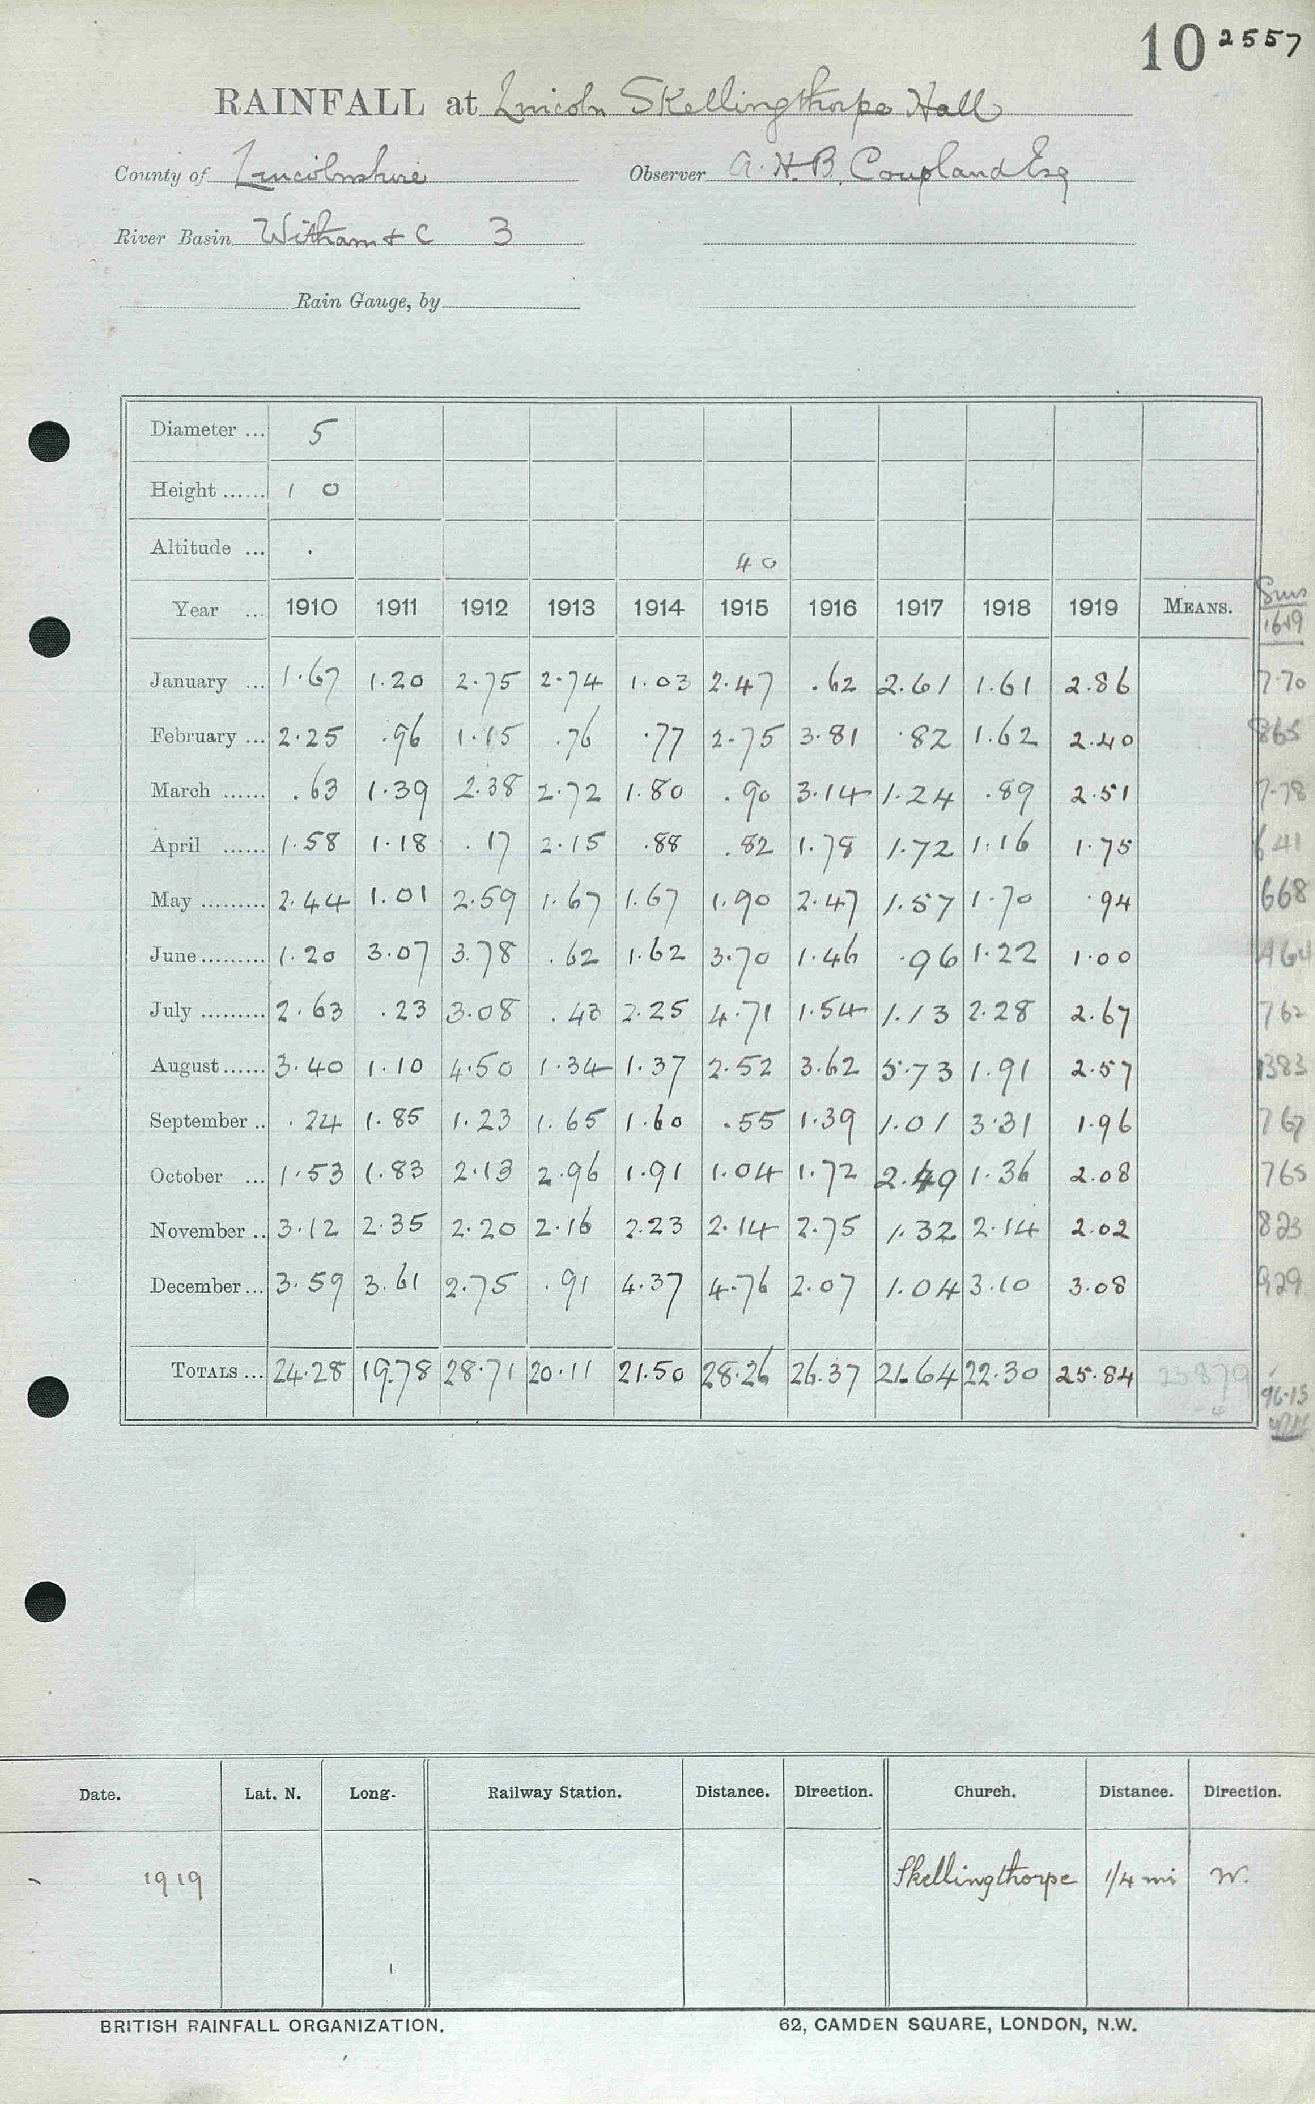 10 2557
RAINFALL at Lincoln Skellingthorpe Hall
County of Lincolnshire Observer A. H. B. Coupland Esq
River Basin Witham & C 3
Rain Gauge, by
Diameter ... 5
Height ...... 1 0
Altitude ... . 40
Year ... 1910 1911 1912 1913 1914 1915 1916 1917 1918 1919 MEANS. Sums 16-19
January ... 1.67 1.20 2.75 2.74 1.03 2.47 .62 2.61 1.61 2.86 7.70
February ... 2.25 .96 1.15 .76 .77 2.75 3.81 .82 1.62 2.40 865
March ...... .63 1.39 2.38 2.72 1.80 .90 3.14 1.24 .89 2.51 7.78
April ...... 1.58 1.18 .17 2.15 .88 .82 1.78 1.72 1.16 1.75 641
May ......... 2.44 1.01 2.59 1.67 1.67 1.90 2.47 1.57 1.70 .94 668
June ......... 1.20 3.07 3.78 .62 1.62 3.70 1.46 .96 1.22 1.00 464
July ......... 2.63 .23 3.08 .43 2.25 4.71 1.54 1.13 2.28 2.67 762
August ...... 3.40 1.10 4.50 1.34 1.37 2.52 3.62 5.73 1.91 2.57 1383
September .. .24 1.85 1.23 1.65 1.60 .55 1.39 1.01 3.31 1.96 767
October ... 1.53 1.83 2.13 2.96 1.91 1.04 1.72 2.49 1.36 2.08 765
November .. 3.12 2.35 2.20 2.16 2.23 2.14 2.75 1.32 2.14 2.02 823
December ... 3.59 3.61 2.75 .91 4.37 4.76 2.07 1.04 3.10 3.08 929
TOTALS ... 24.28 19.78 28.71 20.11 21.50 28.26 26.37 21.64 22.30 25.84 23879 96.15
Date. Lat. N. Long. Railway Station. Distance. Direction. Church. Distance. Direction.
1919 Skellingthorpe 1/4 mi W.
BRITISH RAINFALL ORGANIZATION. 62, CAMDEN SQUARE, LONDON, N.W.